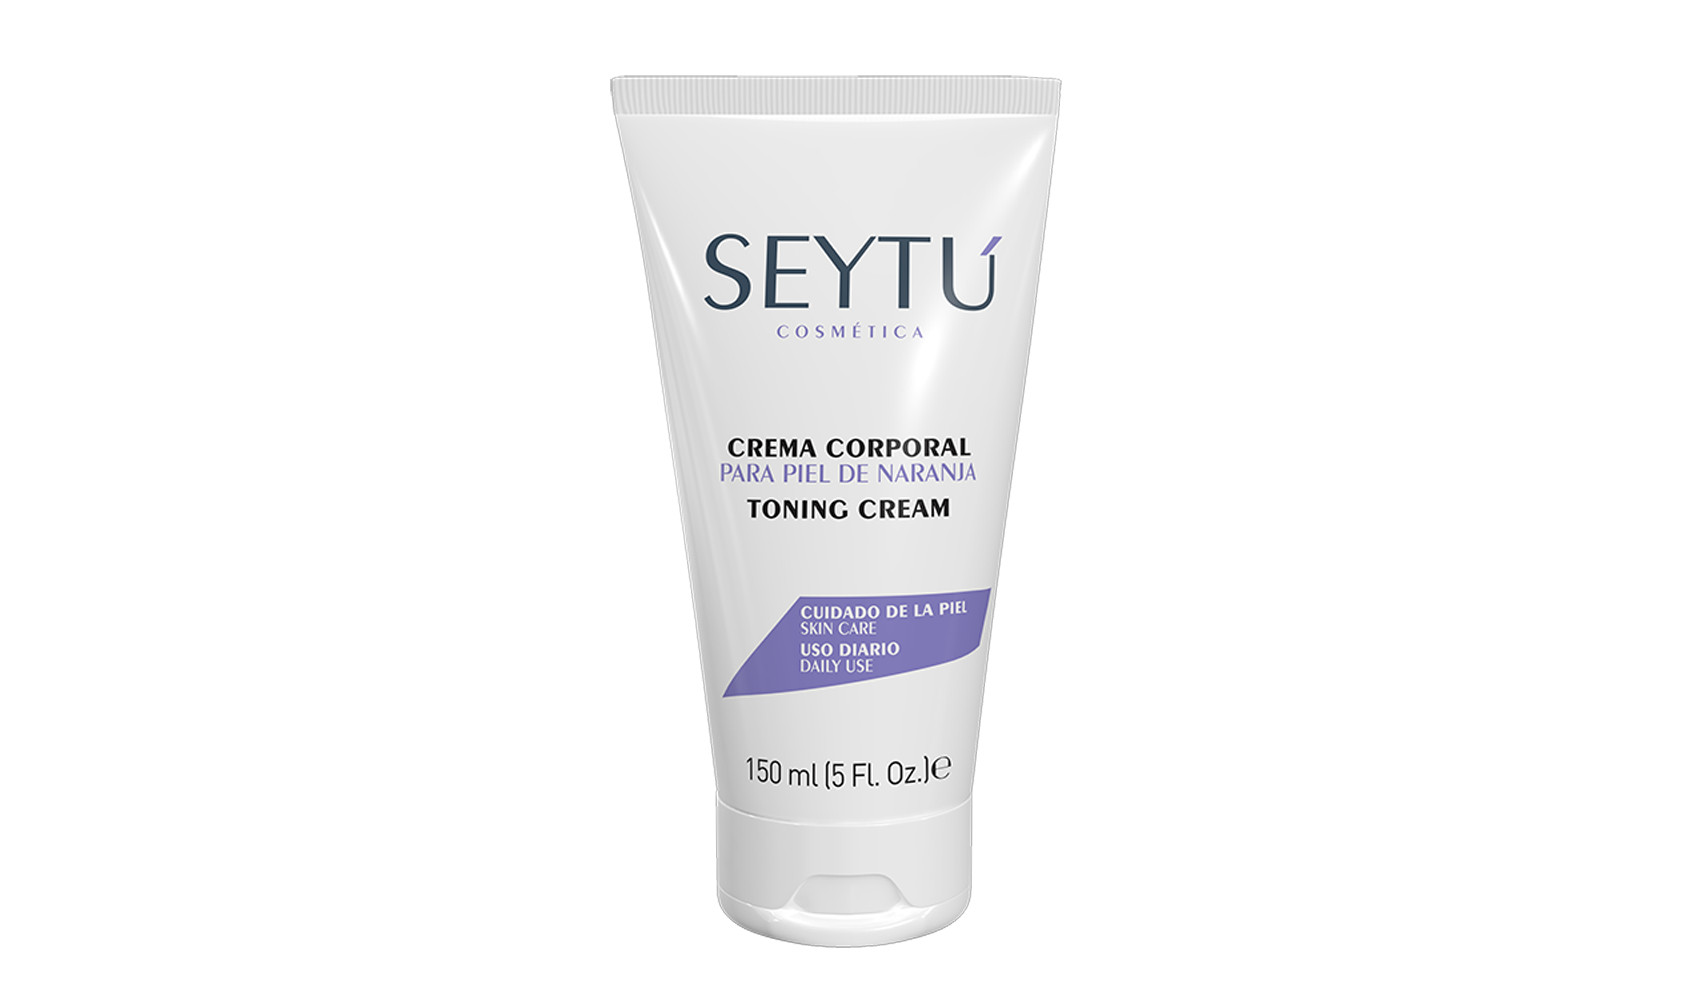 SEYTÚ
COSMÉTICA
CREMA CORPORAL
PARA PIEL DE NARANJA
TONING CREAM
CUIDADO DE LA PIEL
SKIN CARE
USO DIARIO
DAILY USE
150 ml (5 Fl. Oz.)℮